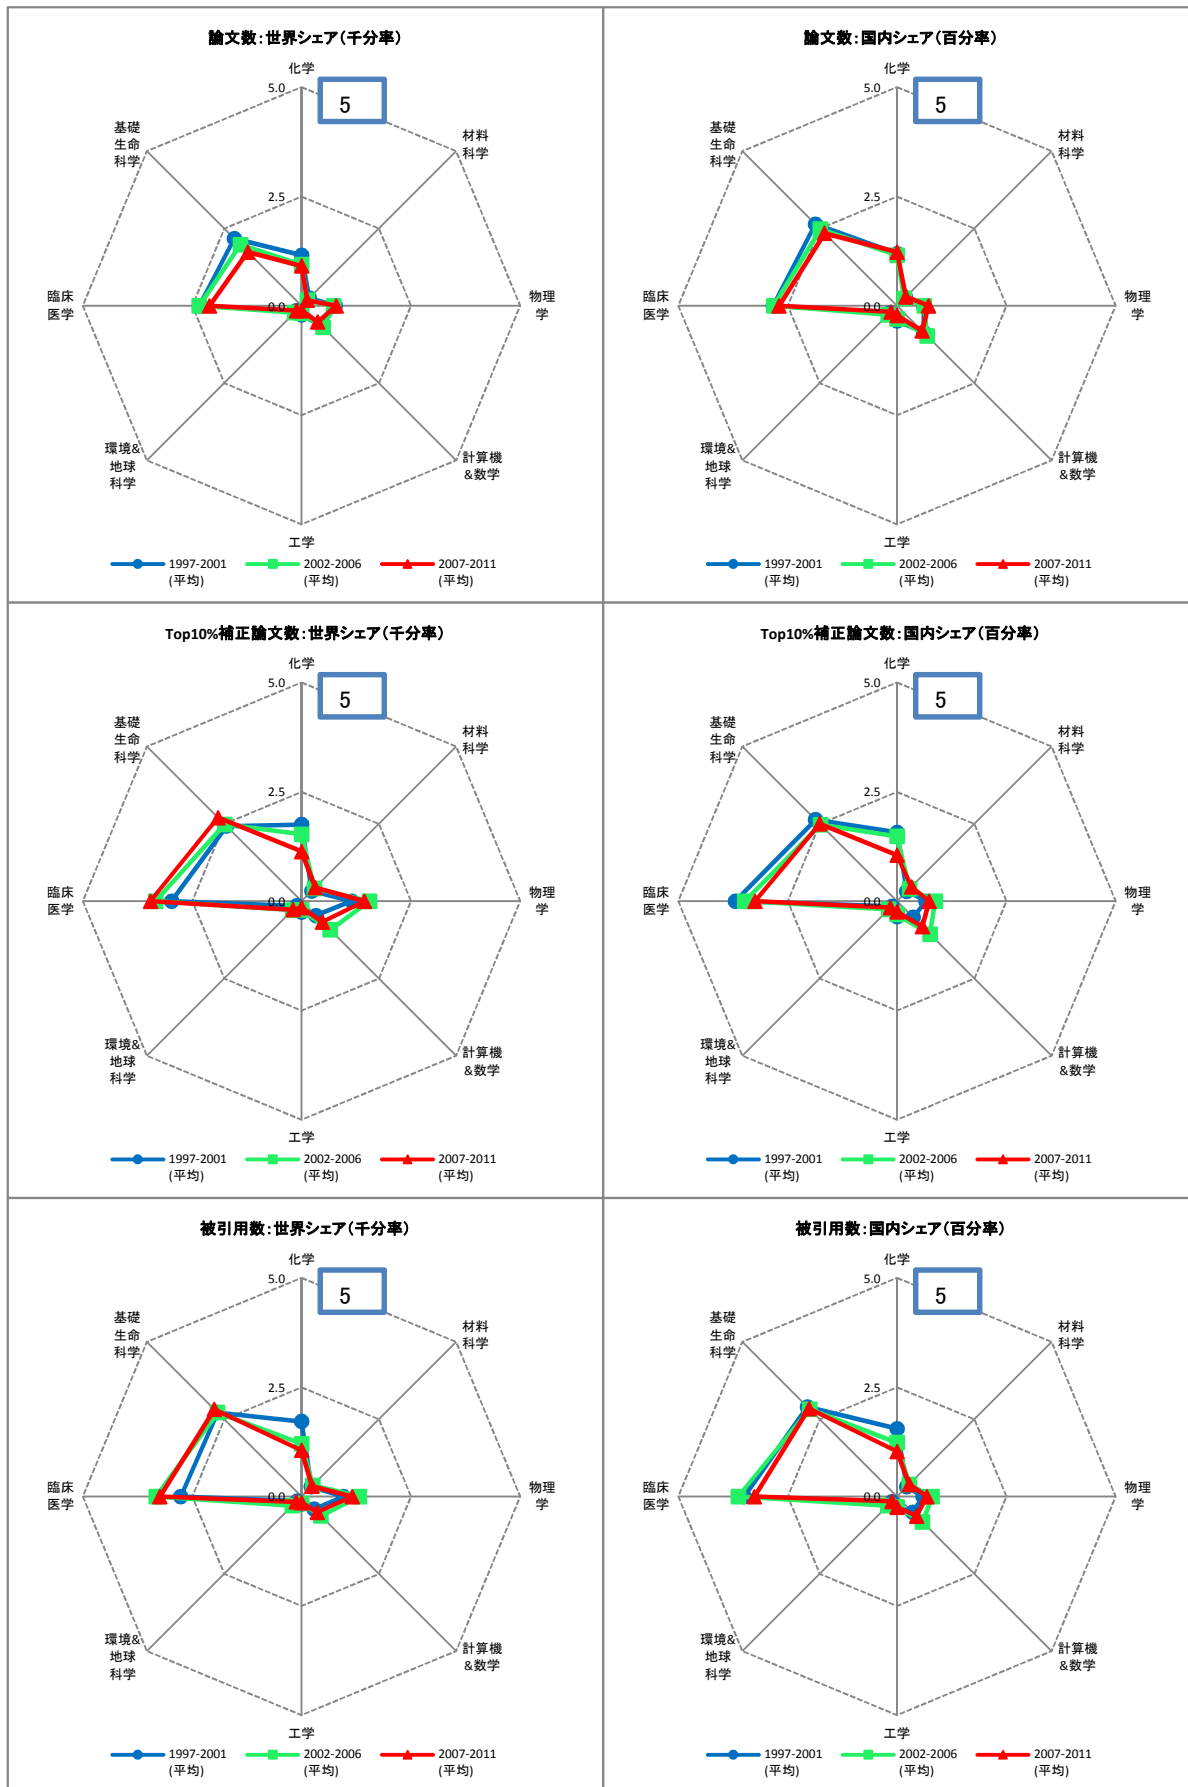 論文数：世界シェア（千分率）
化学
5.0
5
基礎
生命
科学
材料
科学
2.5
臨床
医学
0.0
物理
学
環境&
地球
科学
計算機
&数学
工学
1997-2001
(平均)
2002-2006
(平均)
2007-2011
(平均)
論文数：国内シェア（百分率）
化学
5.0
5
基礎
生命
科学
材料
科学
2.5
臨床
医学
0.0
物理
学
環境&
地球
科学
計算機
&数学
工学
1997-2001
(平均)
2002-2006
(平均)
2007-2011
(平均)
Top10%補正論文数：世界シェア（千分率）
化学
5.0
5
基礎
生命
科学
材料
科学
2.5
臨床
医学
0.0
物理
学
環境&
地球
科学
計算機
&数学
工学
1997-2001
(平均)
2002-2006
(平均)
2007-2011
(平均)
Top10%補正論文数：国内シェア（百分率）
化学
5.0
5
基礎
生命
科学
材料
科学
2.5
臨床
医学
0.0
物理
学
環境&
地球
科学
計算機
&数学
工学
1997-2001
(平均)
2002-2006
(平均)
2007-2011
(平均)
被引用数：世界シェア（千分率）
化学
5.0
5
基礎
生命
科学
材料
科学
2.5
臨床
医学
0.0
物理
学
環境&
地球
科学
計算機
&数学
工学
1997-2001
(平均)
2002-2006
(平均)
2007-2011
(平均)
被引用数：国内シェア（百分率）
化学
5.0
5
基礎
生命
科学
材料
科学
2.5
臨床
医学
0.0
物理
学
環境&
地球
科学
計算機
&数学
工学
1997-2001
(平均)
2002-2006
(平均)
2007-2011
(平均)